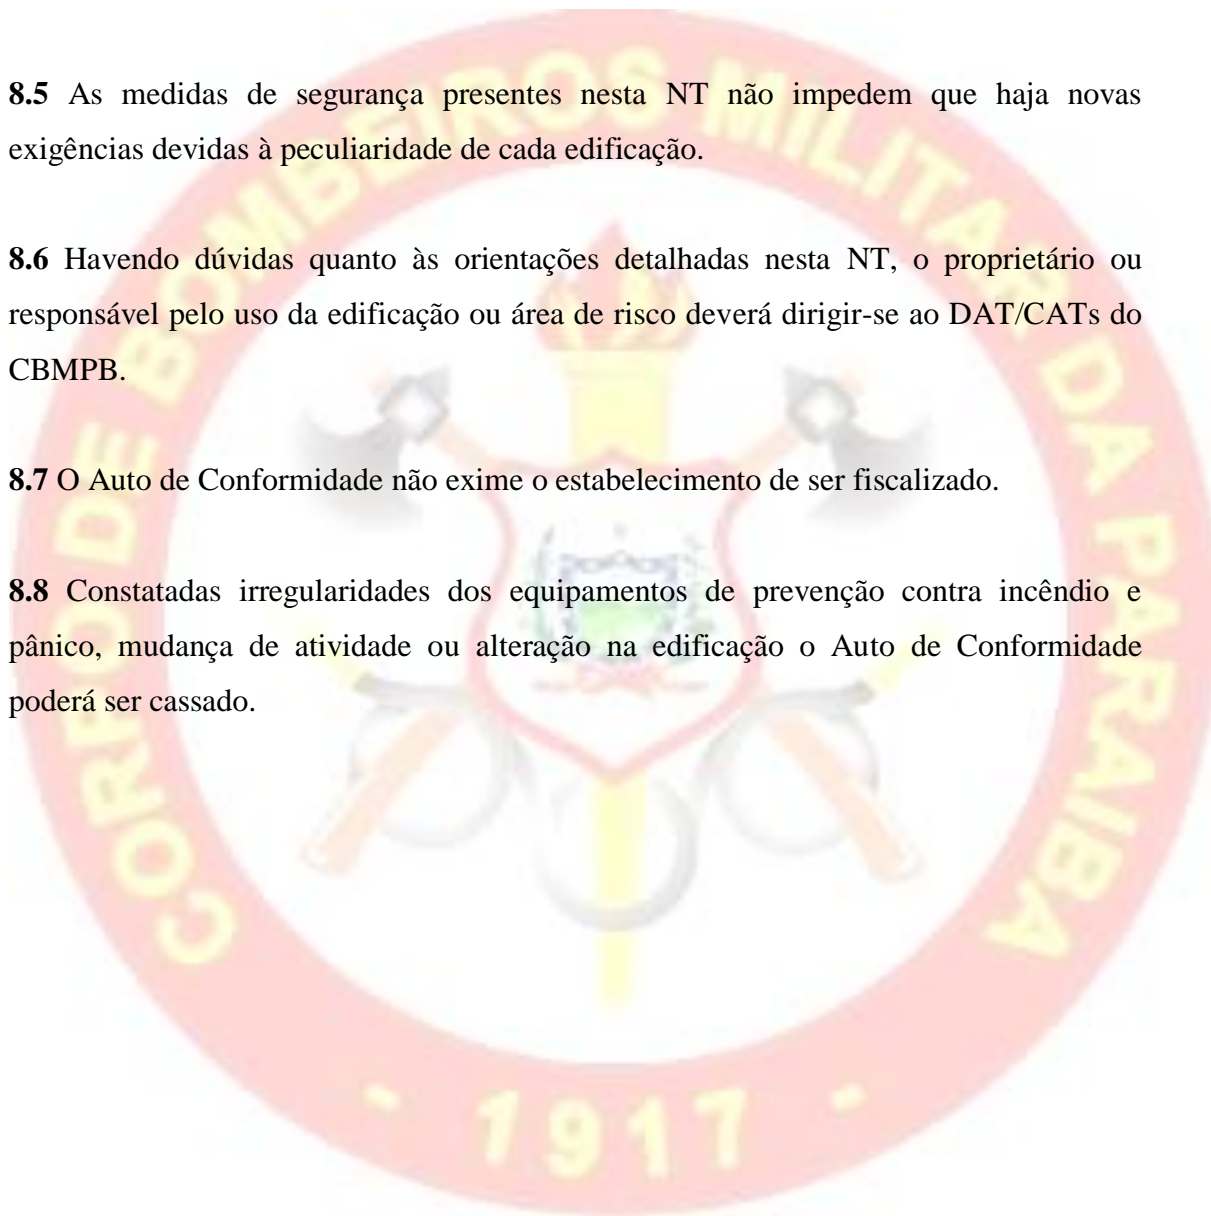 8.5 As medidas de segurança presentes nesta NT não impedem que haja novas
exigências devidas à peculiaridade de cada edificação.
8.6 Havendo dúvidas quanto às orientações detalhadas nesta NT, o proprietário ou
responsável pelo uso da edificação ou área de risco deverá dirigir-se ao DAT/CATs do
CBMPB.
8.7 O Auto de Conformidade não exime o estabelecimento de ser fiscalizado.
8.8 Constatadas irregularidades dos equipamentos de prevenção contra incêndio e
pânico, mudança de atividade ou alteração na edificação o Auto de Conformidade
poderá ser cassado.
CORPO DE BOMBEIROS MILITAR DA PARAIBA
- 1917 -